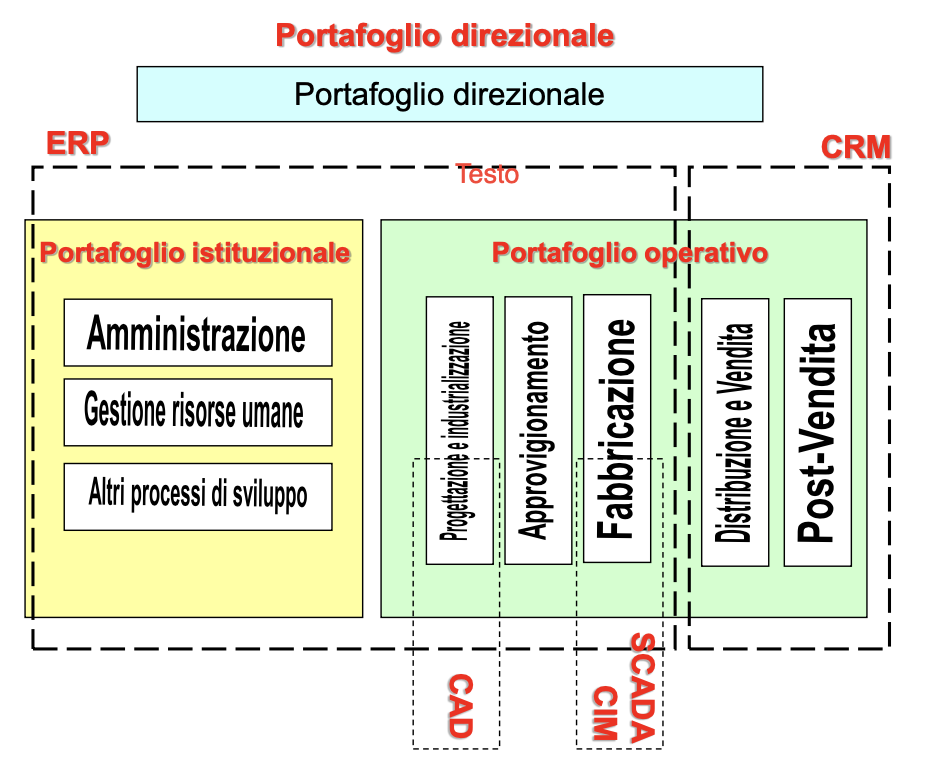 Portafoglio direzionale
Portafoglio direzionale
ERP
CRM
Testo
Portafoglio istituzionale
Portafoglio operativo
Amministrazione
Gestione risorse umane
Altri processi di sviluppo
Progettazione e industrializzazione
Approvigionamento
Fabbricazione
Distribuzione e Vendita
Post-Vendita
CAD
SCADA
CIM